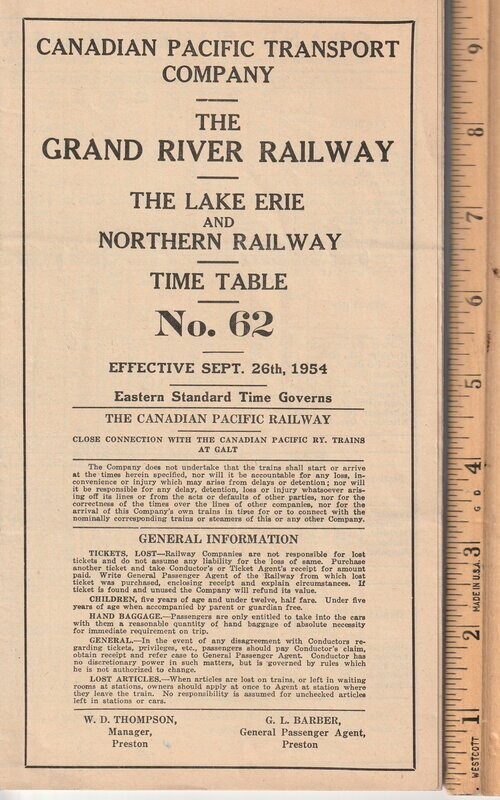 CANADIAN PACIFIC TRANSPORT
COMPANY
THE
GRAND RIVER RAILWAY
THE LAKE ERIE
AND
NORTHERN RAILWAY
TIME TABLE
No. 62
EFFECTIVE SEPT. 26th, 1954
Eastern Standard Time Governs
THE CANADIAN PACIFIC RAILWAY
CLOSE CONNECTION WITH THE CANADIAN PACIFIC RY. TRAINS
AT GALT
The Company does not undertake that the trains shall start or arrive
at the times herein specified, nor will it be accountable for any loss, in-
convenience or injury which may arise from delays or detention; nor will
it be responsible for any delay, detention, loss or injury whatsoever aris-
ing off its lines or from the acts or defaults of other parties, nor for the
correctness of the times over the lines of other companies, nor for the
arrival of this Company's own trains in time for or to connect with the
nominally corresponding trains or steamers of this or any other Company.
GENERAL INFORMATION
TICKETS, LOST—Railway Companies are not responsible for lost
tickets and do not assume any liability for the loss of same. Purchase
another ticket and take Conductor's or Ticket Agent's receipt for amount
paid. Write General Passenger Agent of the Railway from which lost
ticket was purchased, enclosing receipt and explain circumstances. If
ticket is found and unused the Company will refund its value.
CHILDREN, five years of age and under twelve, half fare. Under five
years of age when accompanied by parent or guardian free.
HAND BAGGAGE.—Passengers are only entitled to take into the cars
with them a reasonable quantity of hand baggage of absolute necessity
for immediate requirement on trip.
GENERAL.—In the event of any disagreement with Conductors re-
garding tickets, privileges, etc., passengers should pay Conductor's claim,
obtain receipt and refer case to General Passenger Agent. Conductor has
no discretionary power in such matters, but is governed by rules which
he is not authorized to change.
LOST ARTICLES.—When articles are lost on trains, or left in waiting
rooms at stations, owners should apply at once to Agent at station where
they leave the train. No responsibility is assumed for unchecked articles
left in stations or cars.
W. D. THOMPSON,
Manager,
Preston
G. L. BARBER,
General Passenger Agent,
Preston
9
8
7
6
5
4
3
MADE IN U.S.A.
2
1
WESTCOTT